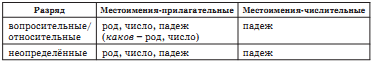 Разряд Местоимения-прилагательные Местоимения-числительные
вопросительные/ род, число, падеж падеж
относительные (каков – род, число)
неопределённые род, число, падеж падеж